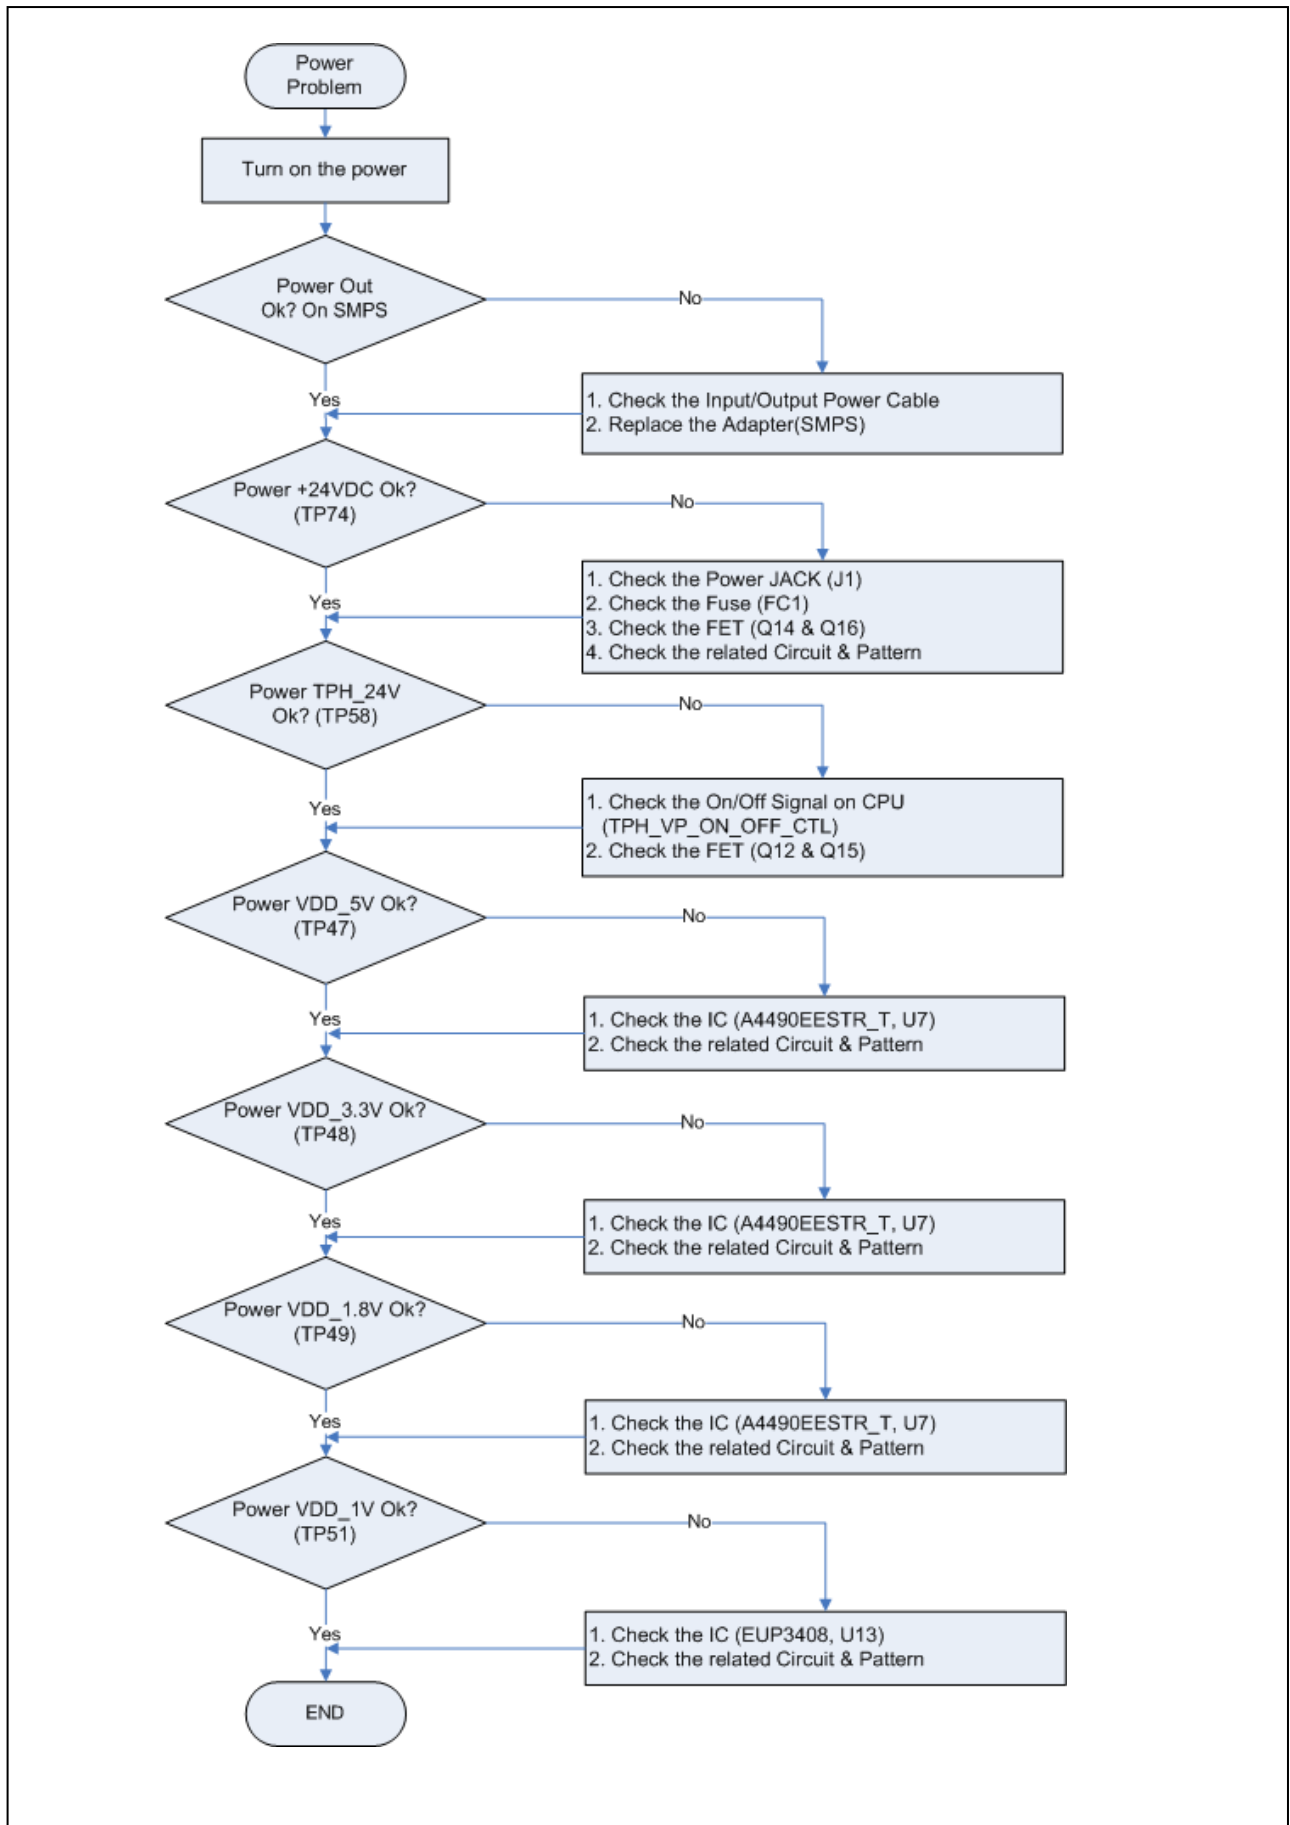 Power
Problem
Turn on the power
Power Out
Ok? On SMPS
No
Yes
1. Check the Input/Output Power Cable
2. Replace the Adapter(SMPS)
Power +24VDC Ok?
(TP74)
No
Yes
1. Check the Power JACK (J1)
2. Check the Fuse (FC1)
3. Check the FET (Q14 & Q16)
4. Check the related Circuit & Pattern
Power TPH_24V
Ok? (TP58)
No
Yes
1. Check the On/Off Signal on CPU
(TPH_VP_ON_OFF_CTL)
2. Check the FET (Q12 & Q15)
Power VDD_5V Ok?
(TP47)
No
Yes
1. Check the IC (A4490EESTR_T, U7)
2. Check the related Circuit & Pattern
Power VDD_3.3V Ok?
(TP48)
No
Yes
1. Check the IC (A4490EESTR_T, U7)
2. Check the related Circuit & Pattern
Power VDD_1.8V Ok?
(TP49)
No
Yes
1. Check the IC (A4490EESTR_T, U7)
2. Check the related Circuit & Pattern
Power VDD_1V Ok?
(TP51)
No
Yes
1. Check the IC (EUP3408, U13)
2. Check the related Circuit & Pattern
END